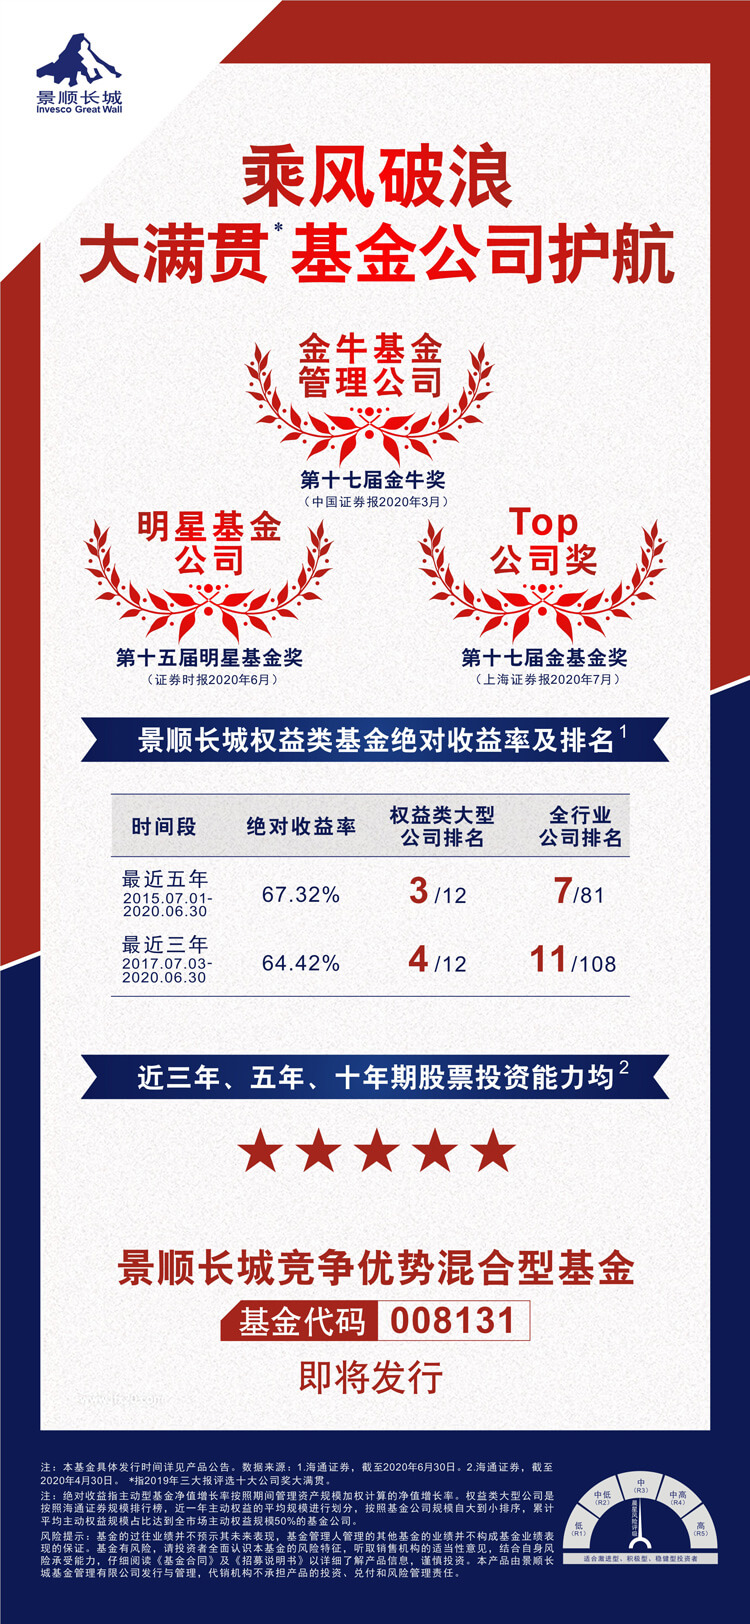 景顺长城
Invesco Great Wall
乘风破浪
大满贯*基金公司护航
金牛基金
管理公司
第十七届金牛奖
（中国证券报2020年3月）
明星基金
公司
第十五届明星基金奖
（证券时报2020年6月）
Top
公司奖
第十七届金基金奖
（上海证券报2020年7月）
景顺长城权益类基金绝对收益率及排名1
时间段 绝对收益率 权益类大型公司排名 全行业公司排名
最近五年
2015.07.01-
2020.06.30
67.32% 3/12 7/81
最近三年
2017.07.03-
2020.06.30
64.42% 4/12 11/108
近三年、五年、十年期股票投资能力均2
景顺长城竞争优势混合型基金
基金代码 008131
即将发行
注：本基金具体发行时间详见产品公告。数据来源：1.海通证券，截至2020年6月30日。2.海通证券，截至
2020年4月30日。 *指2019年三大报评选十大公司奖大满贯。
注：绝对收益指主动型基金净值增长率按照期间管理资产规模加权计算的净值增长率。权益类大型公司是
按照海通证券规模排行榜，近一年主动权益的平均规模进行划分，按照基金公司规模自大到小排序，累计
平均主动权益规模占比达到全市场主动权益规模50%的基金公司。
风险提示：基金的过往业绩并不预示其未来表现，基金管理人管理的其他基金的业绩并不构成基金业绩表
现的保证。基金有风险，请投资者全面认识本基金的风险特征，听取销售机构的适当性意见，结合自身风
险承受能力，仔细阅读《基金合同》及《招募说明书》以详细了解产品信息，谨慎投资。本产品由景顺长
城基金管理有限公司发行与管理，代销机构不承担产品的投资、兑付和风险管理责任。
低
(R1)
中低
(R2)
中
(R3)
中高
(R4)
高
(R5)
适合激进型、积极型、稳健型投资者